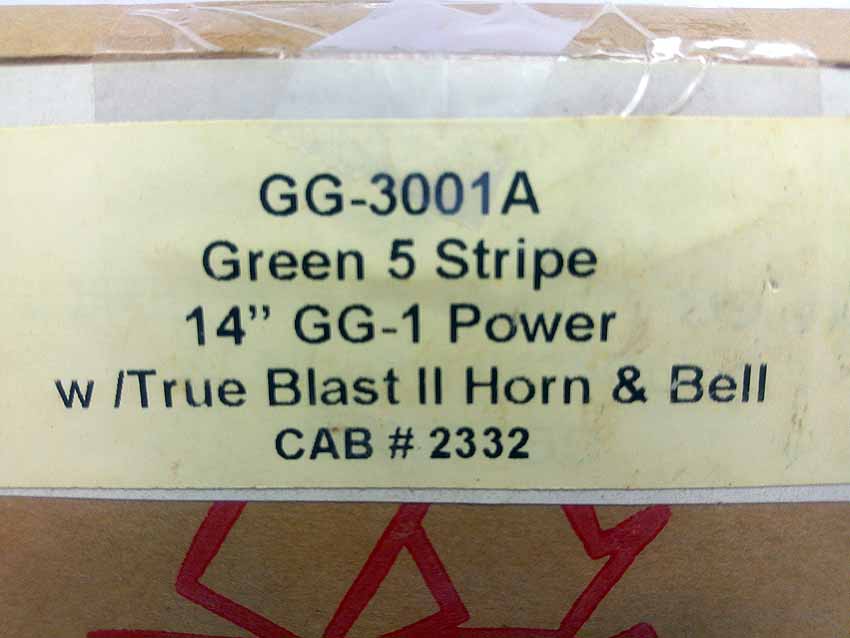 GG-3001A
Green 5 Stripe
14” GG-1 Power
w /True Blast II Horn & Bell
CAB # 2332